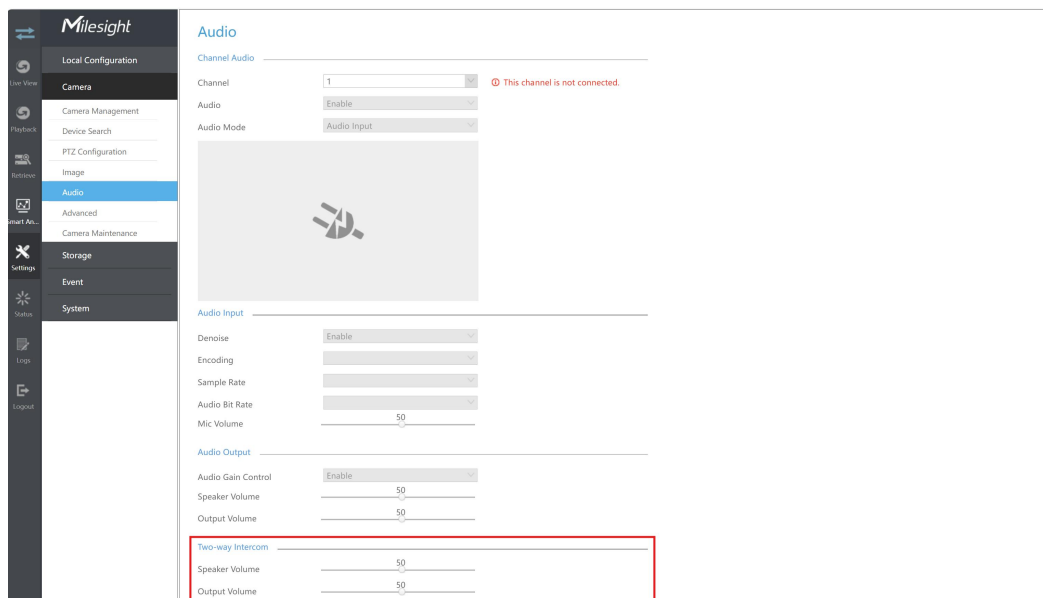 Milesight
Live View
Playback
Retrieve
Smart An...
Settings
Status
Logs
Logout
Local Configuration
Camera
Camera Management
Device Search
PTZ Configuration
Image
Audio
Advanced
Camera Maintenance
Storage
Event
System
Audio
Channel Audio
Channel 1 This channel is not connected.
Audio Enable
Audio Mode Audio Input
Audio Input
Denoise Enable
Encoding
Sample Rate
Audio Bit Rate
Mic Volume 50
Audio Output
Audio Gain Control Enable
Speaker Volume 50
Output Volume 50
Two-way Intercom
Speaker Volume 50
Output Volume 50